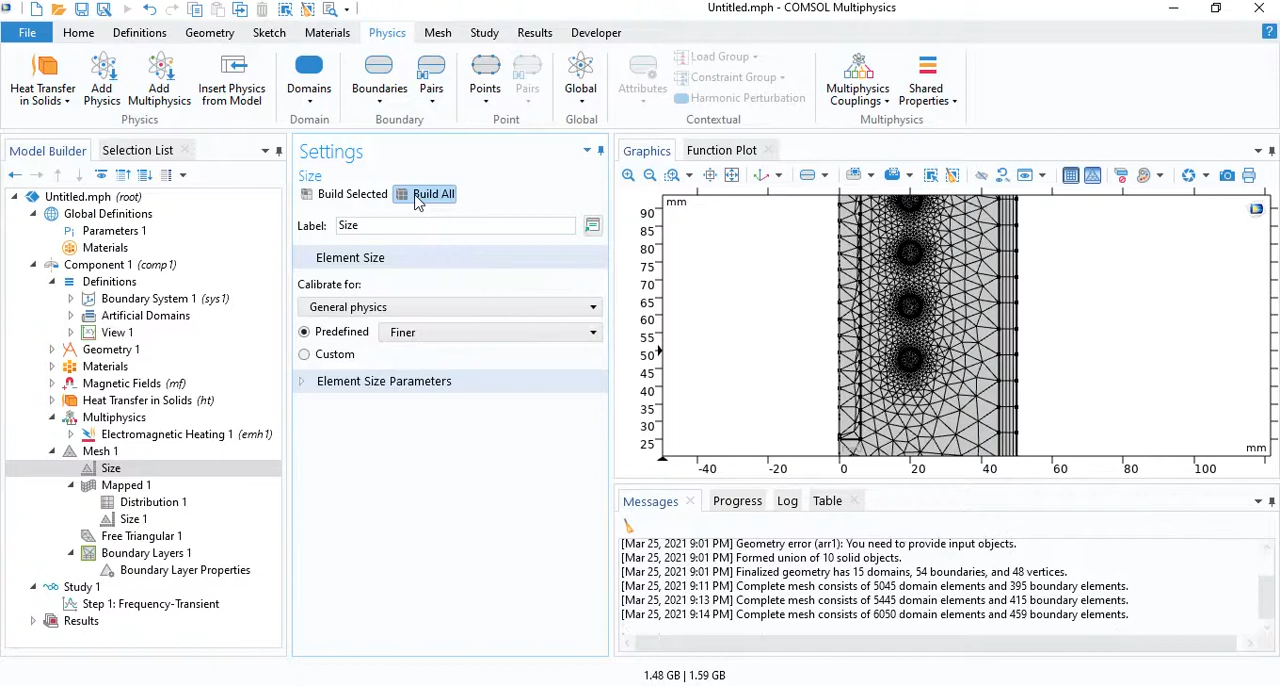 Untitled.mph - COMSOL Multiphysics
File Home Definitions Geometry Sketch Materials Physics Mesh Study Results Developer
Heat Transfer in Solids
Add Physics
Add Multiphysics
Insert Physics from Model
Physics
Domains
Domain
Boundaries
Pairs
Boundary
Points
Pairs
Point
Global
Global
Attributes
Load Group
Constraint Group
Harmonic Perturbation
Contextual
Multiphysics Couplings
Shared Properties
Multiphysics
Model Builder
Selection List
Untitled.mph (root)
Global Definitions
Pi Parameters 1
Materials
Component 1 (comp1)
Definitions
Boundary System 1 (sys1)
Artificial Domains
View 1
Geometry 1
Materials
Magnetic Fields (mf)
Heat Transfer in Solids (ht)
Multiphysics
Electromagnetic Heating 1 (emh1)
Mesh 1
Size
Mapped 1
Distribution 1
Size 1
Free Triangular 1
Boundary Layers 1
Boundary Layer Properties
Study 1
Step 1: Frequency-Transient
Results
Settings
Size
Build Selected
Build All
Label: Size
Element Size
Calibrate for:
General physics
Predefined Finer
Custom
Element Size Parameters
Graphics
Function Plot
mm
90
85
80
75
70
65
60
55
50
45
40
35
30
25
mm
-40 -20 0 20 40 60 80 100
Messages Progress Log Table
[Mar 25, 2021 9:01 PM] Geometry error (arr1): You need to provide input objects.
[Mar 25, 2021 9:01 PM] Formed union of 10 solid objects.
[Mar 25, 2021 9:01 PM] Finalized geometry has 15 domains, 54 boundaries, and 48 vertices.
[Mar 25, 2021 9:11 PM] Complete mesh consists of 5045 domain elements and 395 boundary elements.
[Mar 25, 2021 9:13 PM] Complete mesh consists of 5445 domain elements and 415 boundary elements.
[Mar 25, 2021 9:14 PM] Complete mesh consists of 6050 domain elements and 459 boundary elements.
1.48 GB | 1.59 GB